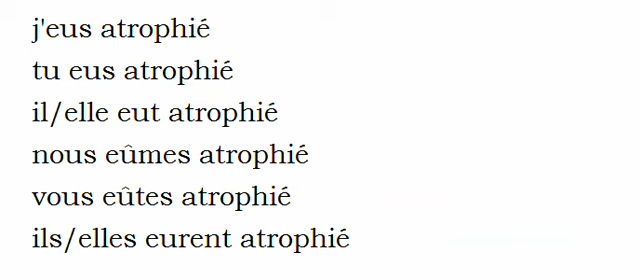 j'eus atrophié
tu eus atrophié
il/elle eut atrophié
nous eûmes atrophié
vous eûtes atrophié
ils/elles eurent atrophié